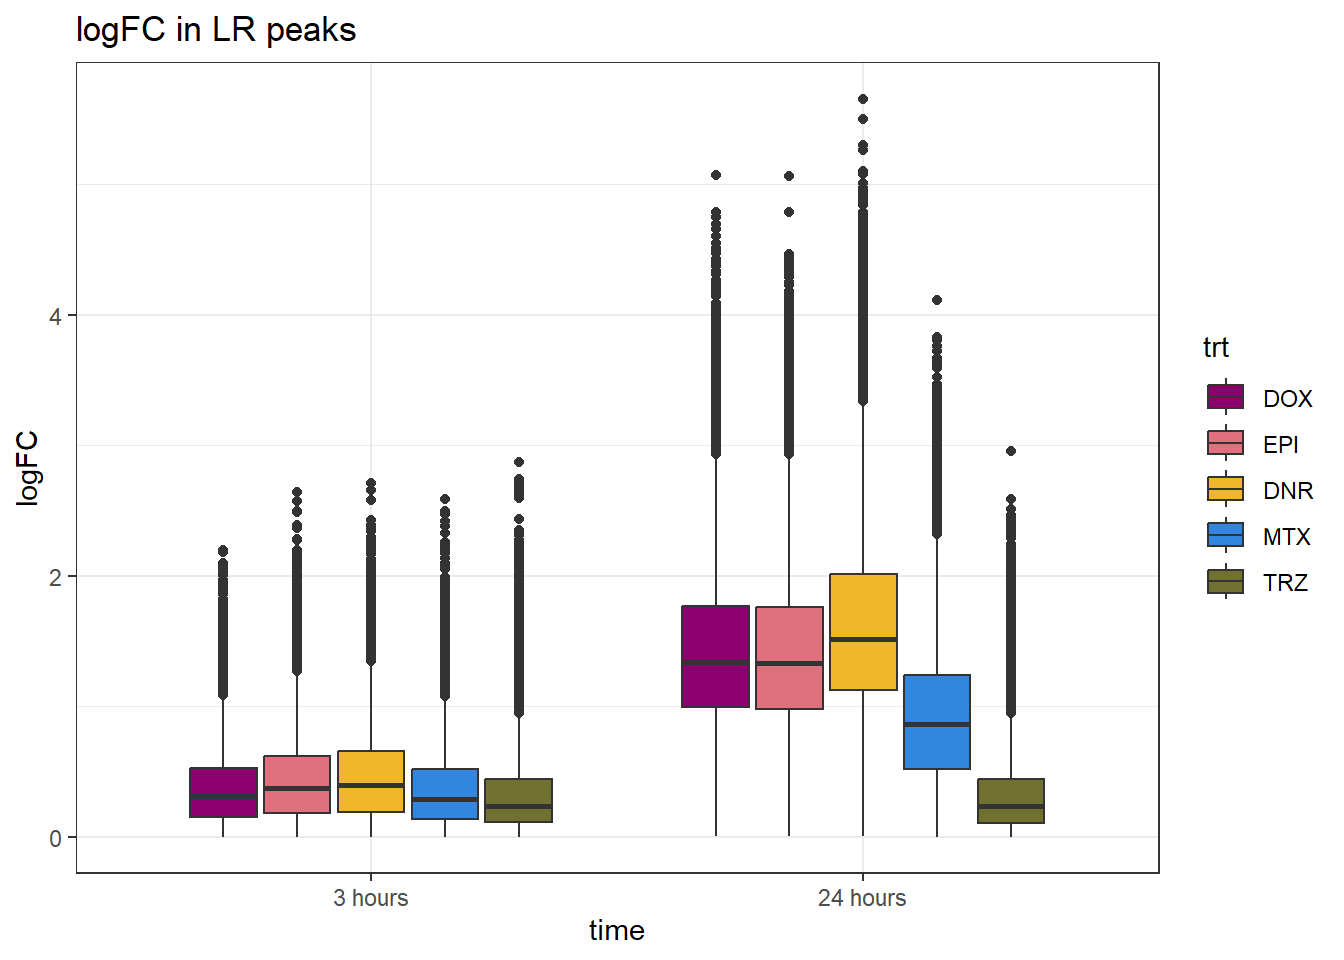 logFC in LR peaks
logFC
4
2
0
3 hours
24 hours
time
trt
DOX
EPI
DNR
MTX
TRZ